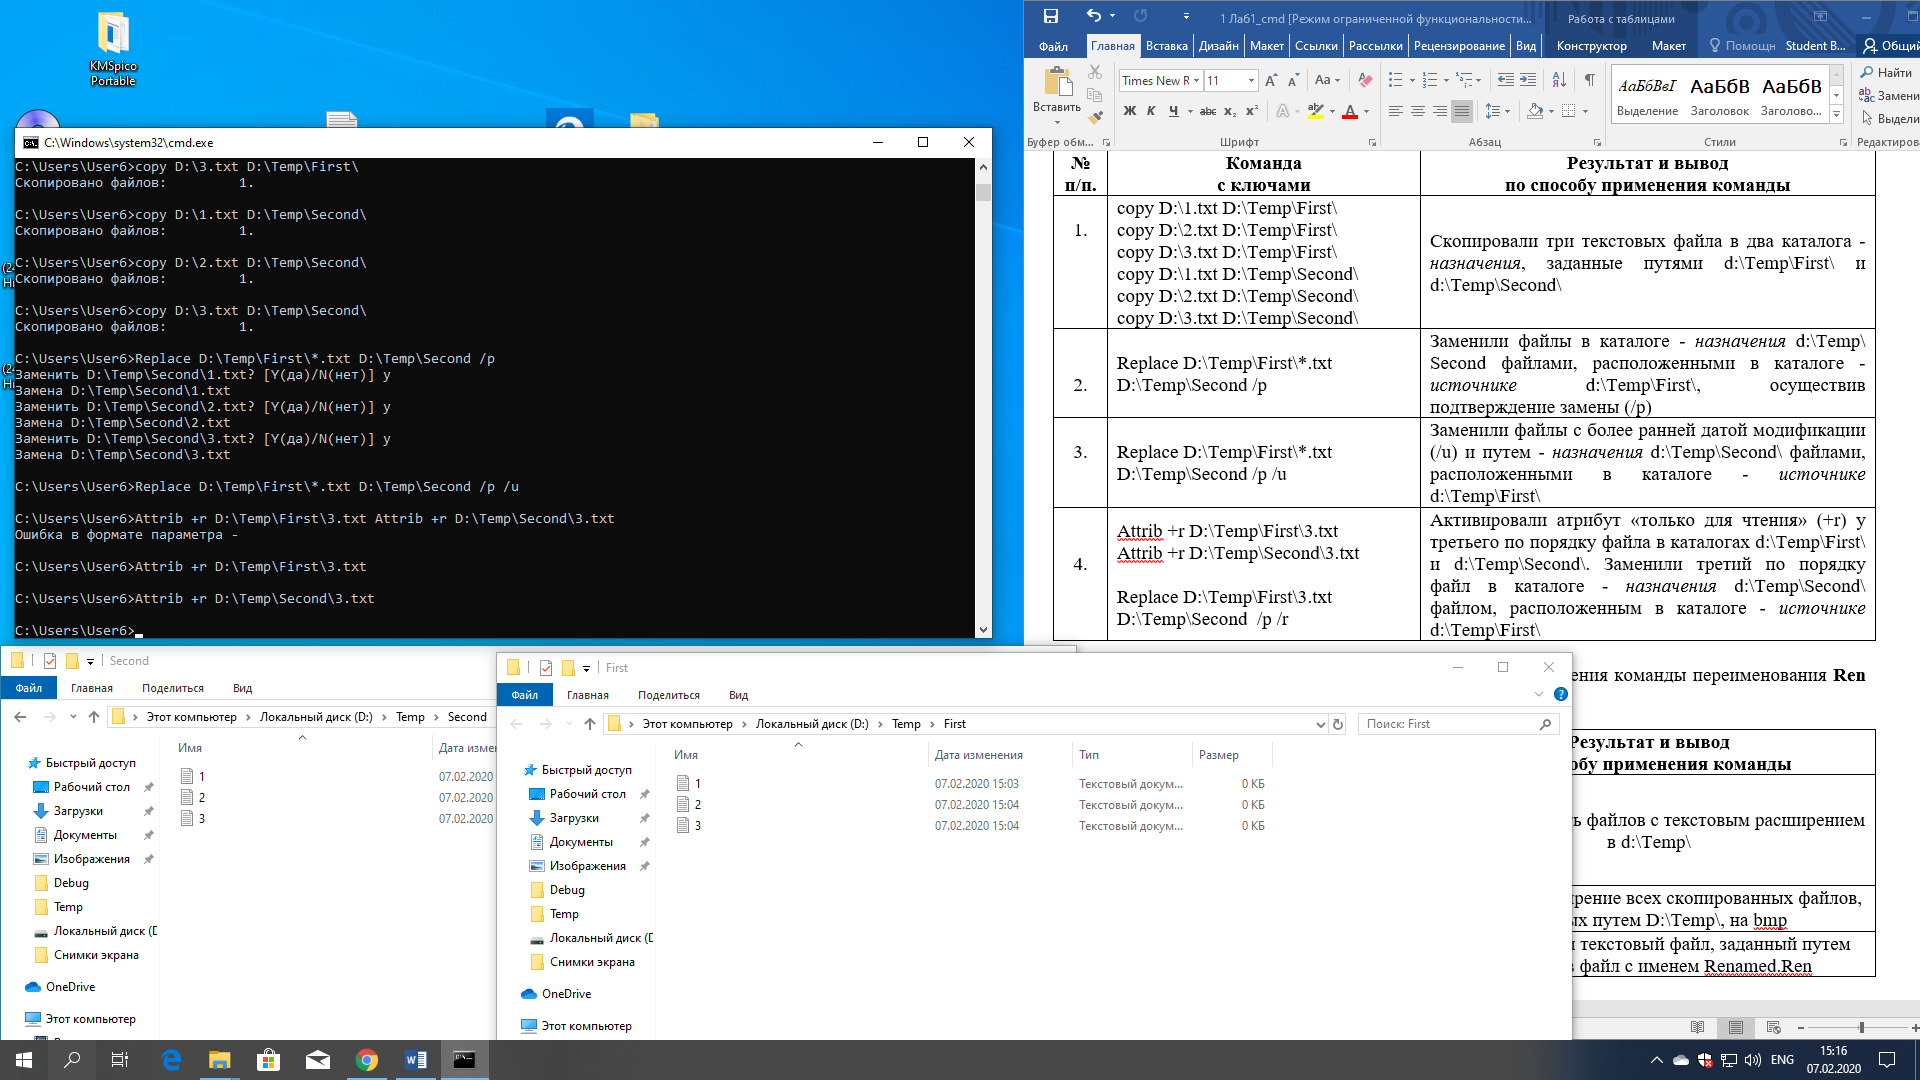 KMSpico
Portable
C:\Windows\system32\cmd.exe
C:\Users\User6>copy D:\3.txt D:\Temp\First\
Скопировано файлов:         1.
C:\Users\User6>copy D:\1.txt D:\Temp\Second\
Скопировано файлов:         1.
C:\Users\User6>copy D:\2.txt D:\Temp\Second\
Скопировано файлов:         1.
C:\Users\User6>copy D:\3.txt D:\Temp\Second\
Скопировано файлов:         1.
C:\Users\User6>Replace D:\Temp\First\*.txt D:\Temp\Second /p
Заменить D:\Temp\Second\1.txt? [Y(да)/N(нет)] y
Замена D:\Temp\Second\1.txt
Заменить D:\Temp\Second\2.txt? [Y(да)/N(нет)] y
Замена D:\Temp\Second\2.txt
Заменить D:\Temp\Second\3.txt? [Y(да)/N(нет)] y
Замена D:\Temp\Second\3.txt
C:\Users\User6>Replace D:\Temp\First\*.txt D:\Temp\Second /p /u
C:\Users\User6>Attrib +r D:\Temp\First\3.txt Attrib +r D:\Temp\Second\3.txt
Ошибка в формате параметра -
C:\Users\User6>Attrib +r D:\Temp\First\3.txt
C:\Users\User6>Attrib +r D:\Temp\Second\3.txt
C:\Users\User6>
1 Лаб1_cmd [Режим ограниченной функциональности...
Работа с таблицами
Файл Главная Вставка Дизайн Макет Ссылки Рассылки Рецензирование Вид Конструктор Макет Помощн Student B... Общий
Вставить
Times New R 11
Ж К Ч abc x₂ x²
Aa
АаБбВвІ АаБбВ АаБбВ
Выделение Заголовок Заголово...
Найти
Замени
Выдели
Буфер обм... Шрифт Абзац Стили Редактиров
№
п/п.
Команда
с ключами
Результат и вывод
по способу применения команды
1.
copy D:\1.txt D:\Temp\First\
copy D:\2.txt D:\Temp\First\
copy D:\3.txt D:\Temp\First\
copy D:\1.txt D:\Temp\Second\
copy D:\2.txt D:\Temp\Second\
copy D:\3.txt D:\Temp\Second\
Скопировали три текстовых файла в два каталога -
назначения, заданные путями d:\Temp\First\ и
d:\Temp\Second\
2.
Replace D:\Temp\First\*.txt
D:\Temp\Second /p
Заменили файлы в каталоге - назначения d:\Temp\
Second файлами, расположенными в каталоге -
источнике d:\Temp\First\, осуществив
подтверждение замены (/p)
3.
Replace D:\Temp\First\*.txt
D:\Temp\Second /p /u
Заменили файлы с более ранней датой модификации
(/u) и путем - назначения d:\Temp\Second\ файлами,
расположенными в каталоге - источнике
d:\Temp\First\
4.
Attrib +r D:\Temp\First\3.txt
Attrib +r D:\Temp\Second\3.txt
Replace D:\Temp\First\3.txt
D:\Temp\Second  /p /r
Активировали атрибут «только для чтения» (+r) у
третьего по порядку файла в каталогах d:\Temp\First\
и d:\Temp\Second\. Заменили третий по порядку
файл в каталоге - назначения d:\Temp\Second\
файлом, расположенным в каталоге - источнике
d:\Temp\First\
ения команды переименования Ren
Результат и вывод
обу применения команды
ь файлов с текстовым расширением
в d:\Temp\
рение всех скопированных файлов,
ых путем D:\Temp\, на bmp
и текстовый файл, заданный путем
в файл с именем Renamed.Ren
Second
Файл Главная Поделиться Вид
Этот компьютер Локальный диск (D:) Temp Second
Имя Дата измен
Быстрый доступ
Рабочий стол
Загрузки
Документы
Изображения
Debug
Temp
Локальный диск (D
Снимки экрана
OneDrive
Этот компьютер
1 07.02.2020
2 07.02.2020
3 07.02.2020
First
Файл Главная Поделиться Вид
Этот компьютер Локальный диск (D:) Temp First
Поиск: First
Имя Дата изменения Тип Размер
1 07.02.2020 15:03 Текстовый докум... 0 КБ
2 07.02.2020 15:04 Текстовый докум... 0 КБ
3 07.02.2020 15:04 Текстовый докум... 0 КБ
Быстрый доступ
Рабочий стол
Загрузки
Документы
Изображения
Debug
Temp
Локальный диск (D
Снимки экрана
OneDrive
Этот компьютер
ENG
15:16
07.02.2020